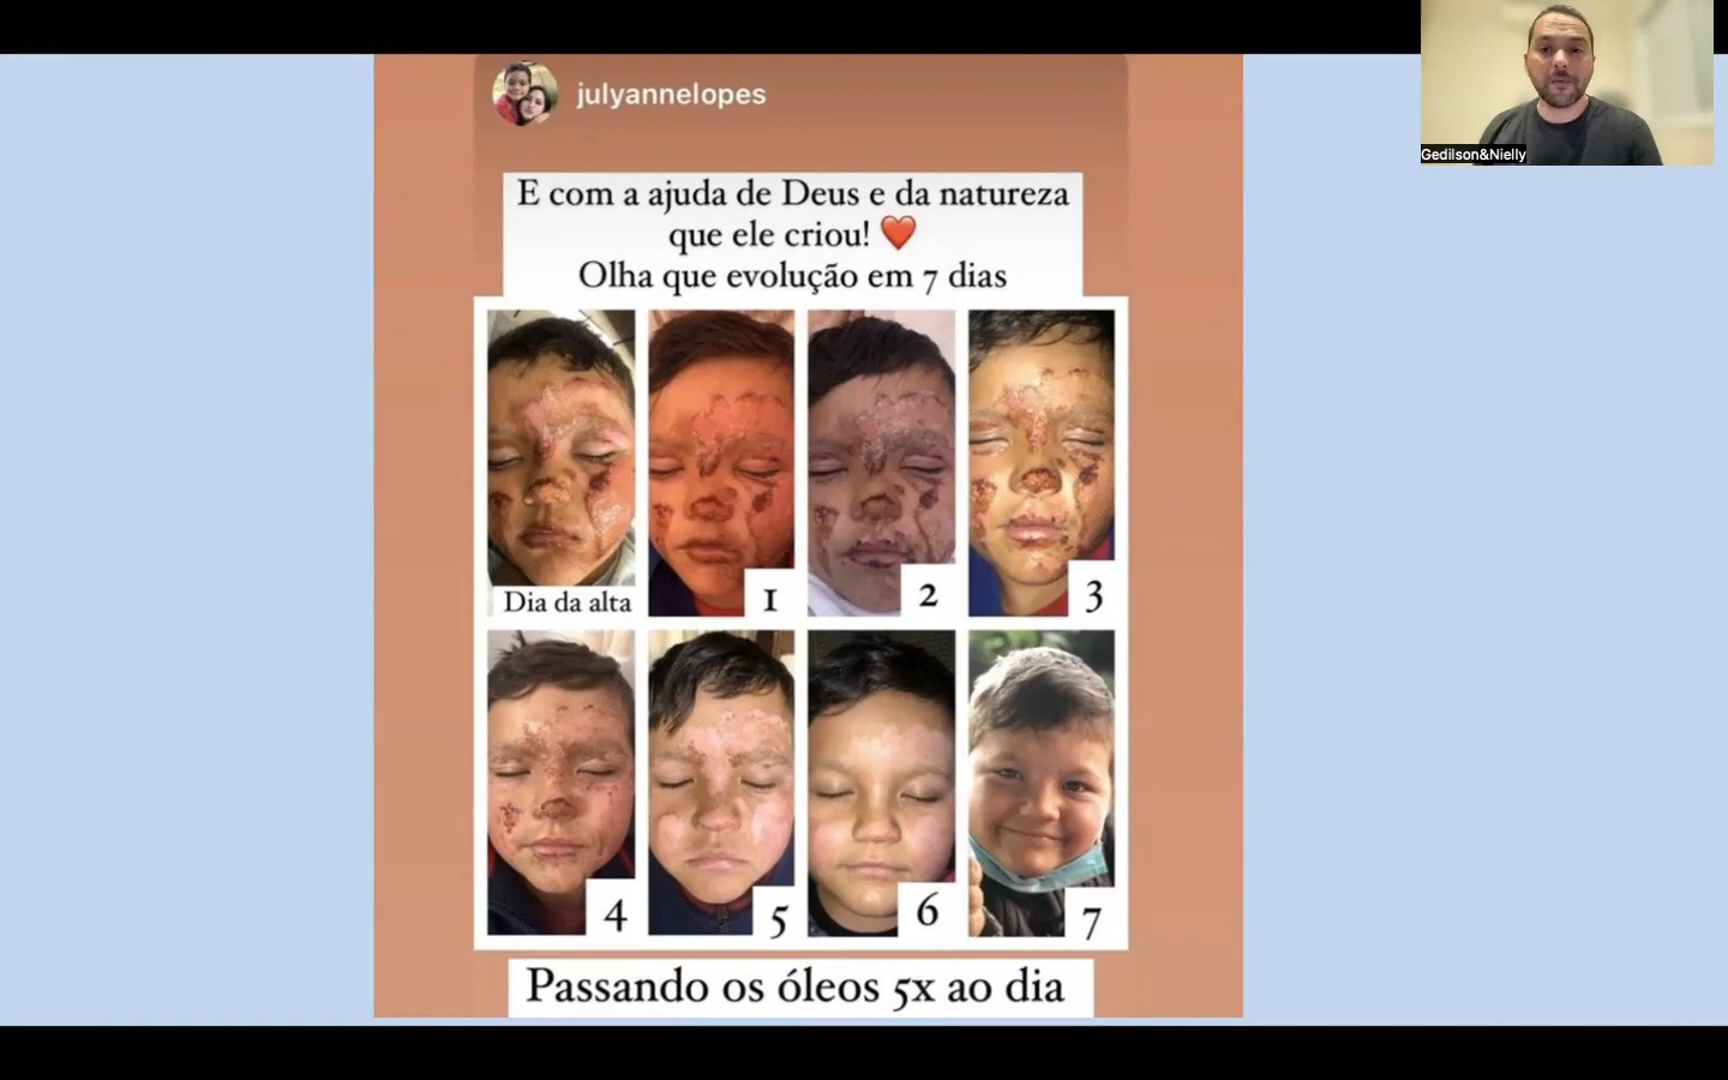 julyannelopes
Gedilson&Nielly
E com a ajuda de Deus e da natureza
que ele criou! ❤️
Olha que evolução em 7 dias
Dia da alta
1
2
3
4
5
6
7
Passando os óleos 5x ao dia